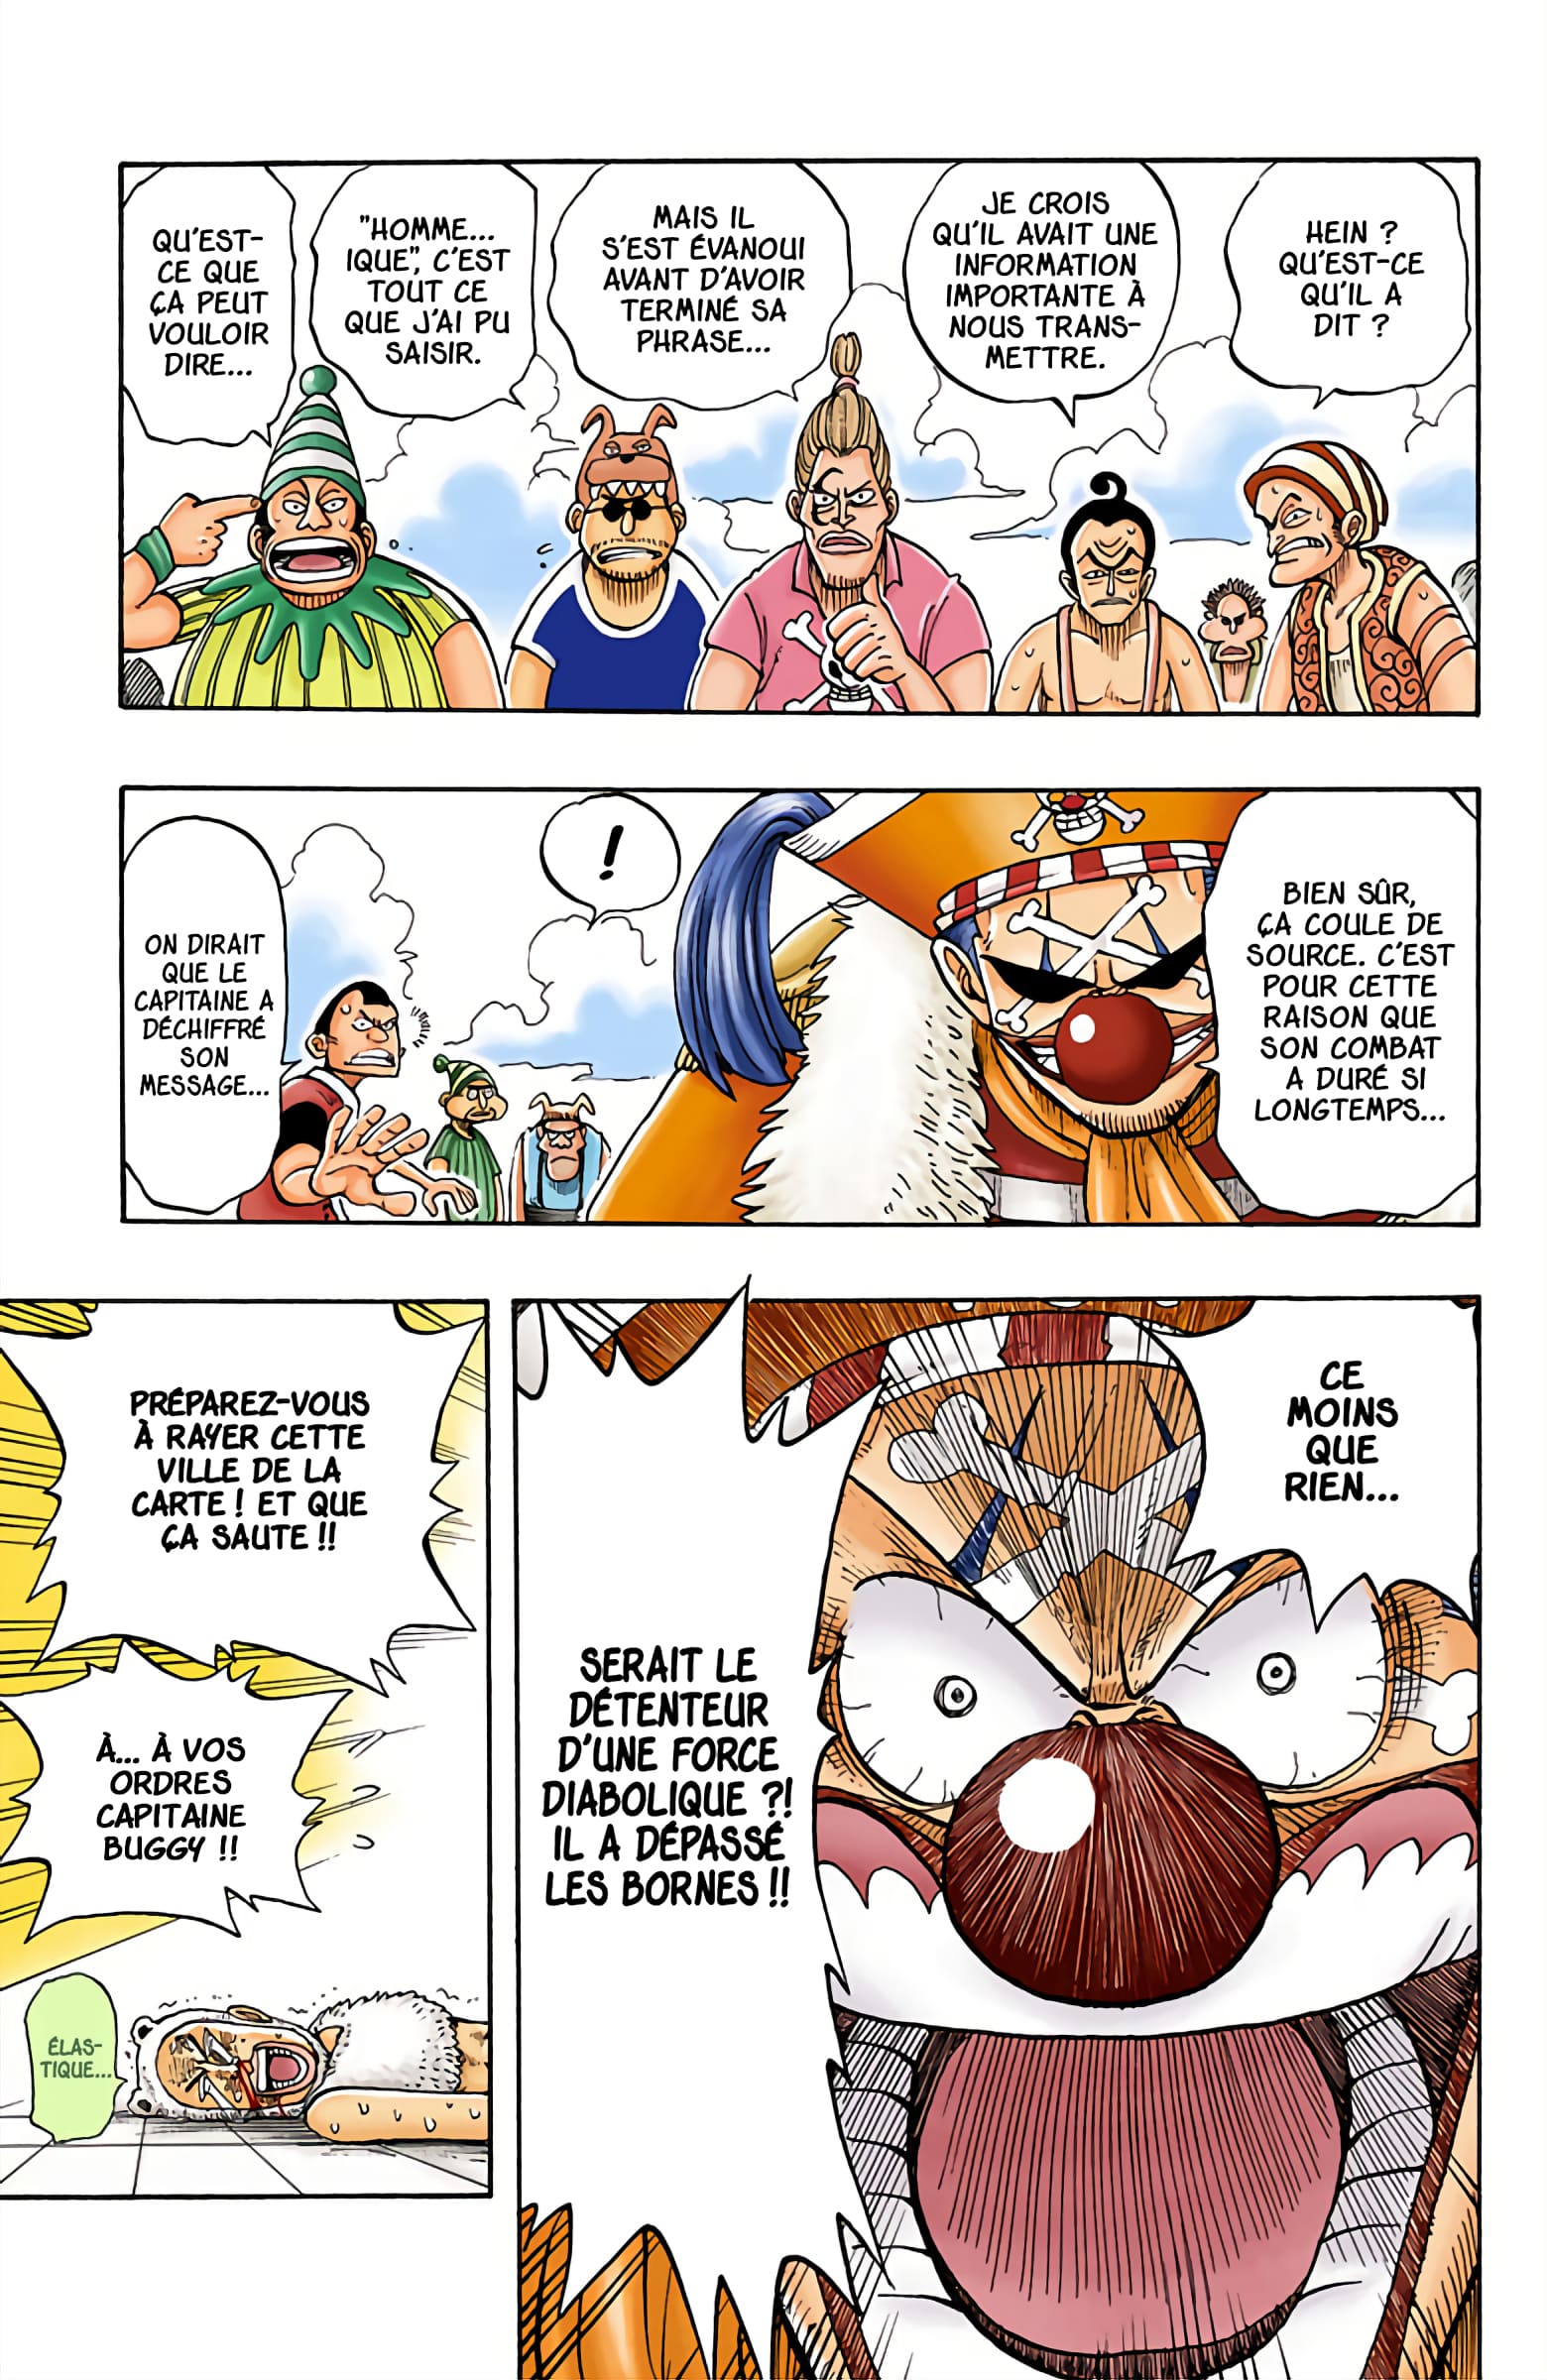 HEIN ?
QU'EST-CE
QU'IL A
DIT ?
JE CROIS
QU'IL AVAIT UNE
INFORMATION
IMPORTANTE À
NOUS TRANS-
METTRE.
MAIS IL
S'EST ÉVANOUI
AVANT D'AVOIR
TERMINÉ SA
PHRASE...
"HOMME...
IQUE", C'EST
TOUT CE
QUE J'AI PU
SAISIR.
QU'EST-
CE QUE
ÇA PEUT
VOULOIR
DIRE...
BIEN SÛR,
ÇA COULE DE
SOURCE. C'EST
POUR CETTE
RAISON QUE
SON COMBAT
A DURÉ SI
LONGTEMPS...
!
ON DIRAIT
QUE LE
CAPITAINE A
DÉCHIFFRÉ
SON
MESSAGE...
CE
MOINS
QUE
RIEN...
SERAIT LE
DÉTENTEUR
D'UNE FORCE
DIABOLIQUE ?!
IL A DÉPASSÉ
LES BORNES !!
PRÉPAREZ-VOUS
À RAYER CETTE
VILLE DE LA
CARTE ! ET QUE
ÇA SAUTE !!
À... À VOS
ORDRES
CAPITAINE
BUGGY !!
ÉLAS-
TIQUE...